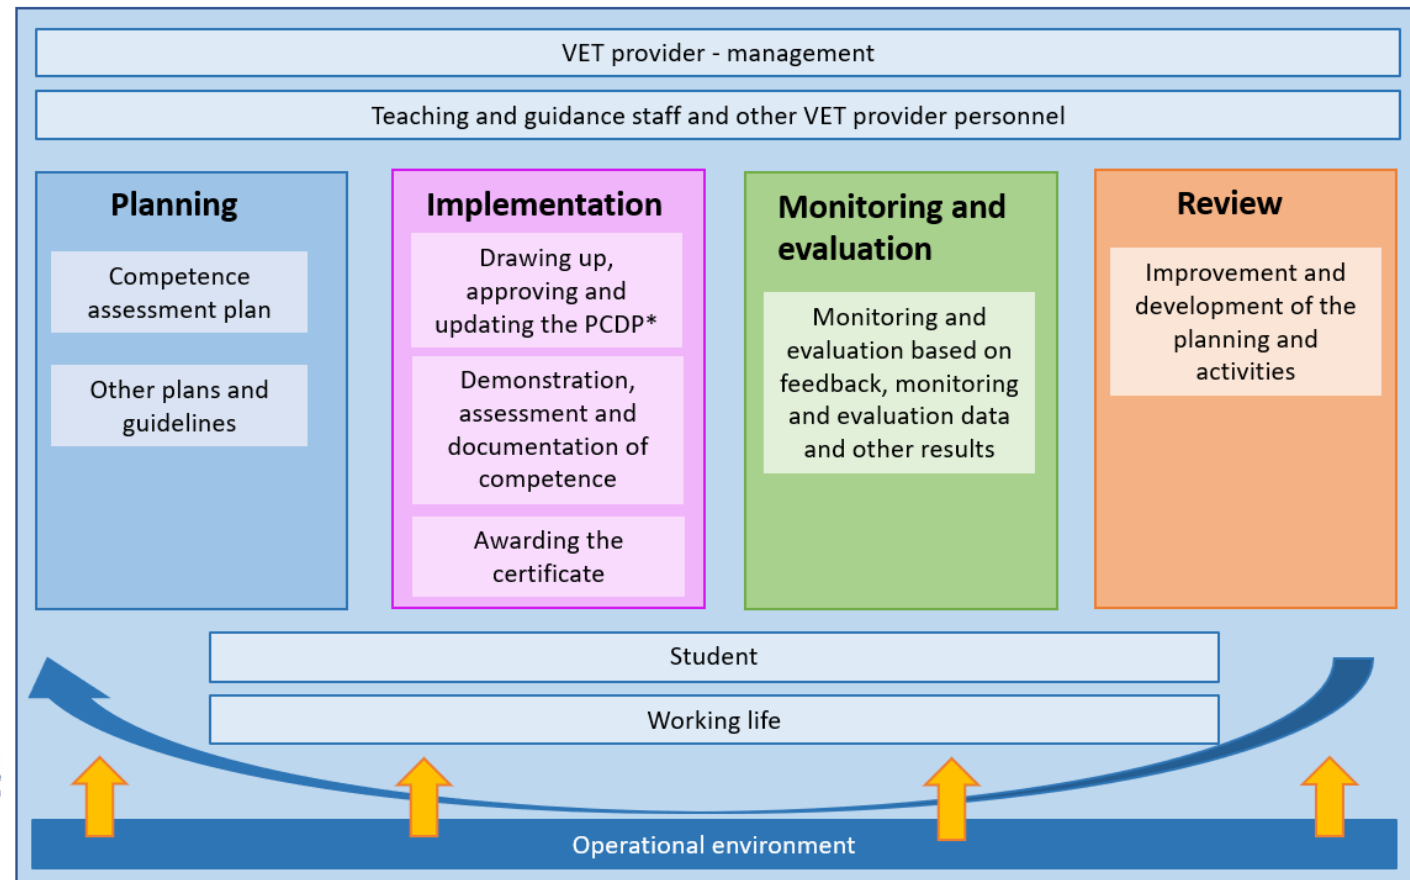 VET provider - management
Teaching and guidance staff and other VET provider personnel
Planning
Competence
assessment plan
Other plans and
guidelines
Implementation
Drawing up,
approving and
updating the PCDP*
Demonstration,
assessment and
documentation of
competence
Awarding the
certificate
Monitoring and
evaluation
Monitoring and
evaluation based on
feedback, monitoring
and evaluation data
and other results
Review
Improvement and
development of the
planning and
activities
Student
Working life
Operational environment